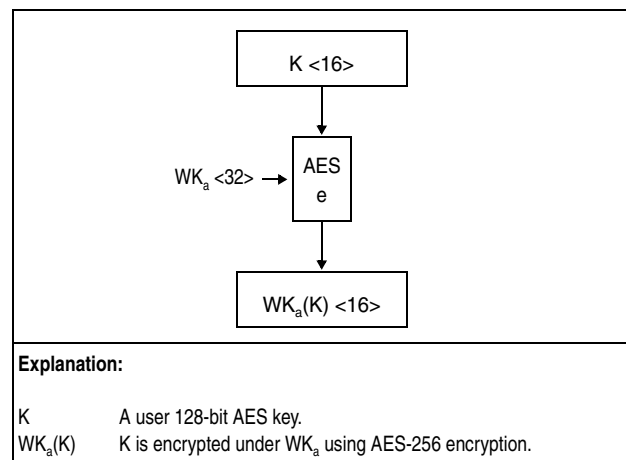 K <16>
WKₐ <32>
AES
e
WKₐ(K) <16>
Explanation:
K A user 128-bit AES key.
WKₐ(K) K is encrypted under WKₐ using AES-256 encryption.